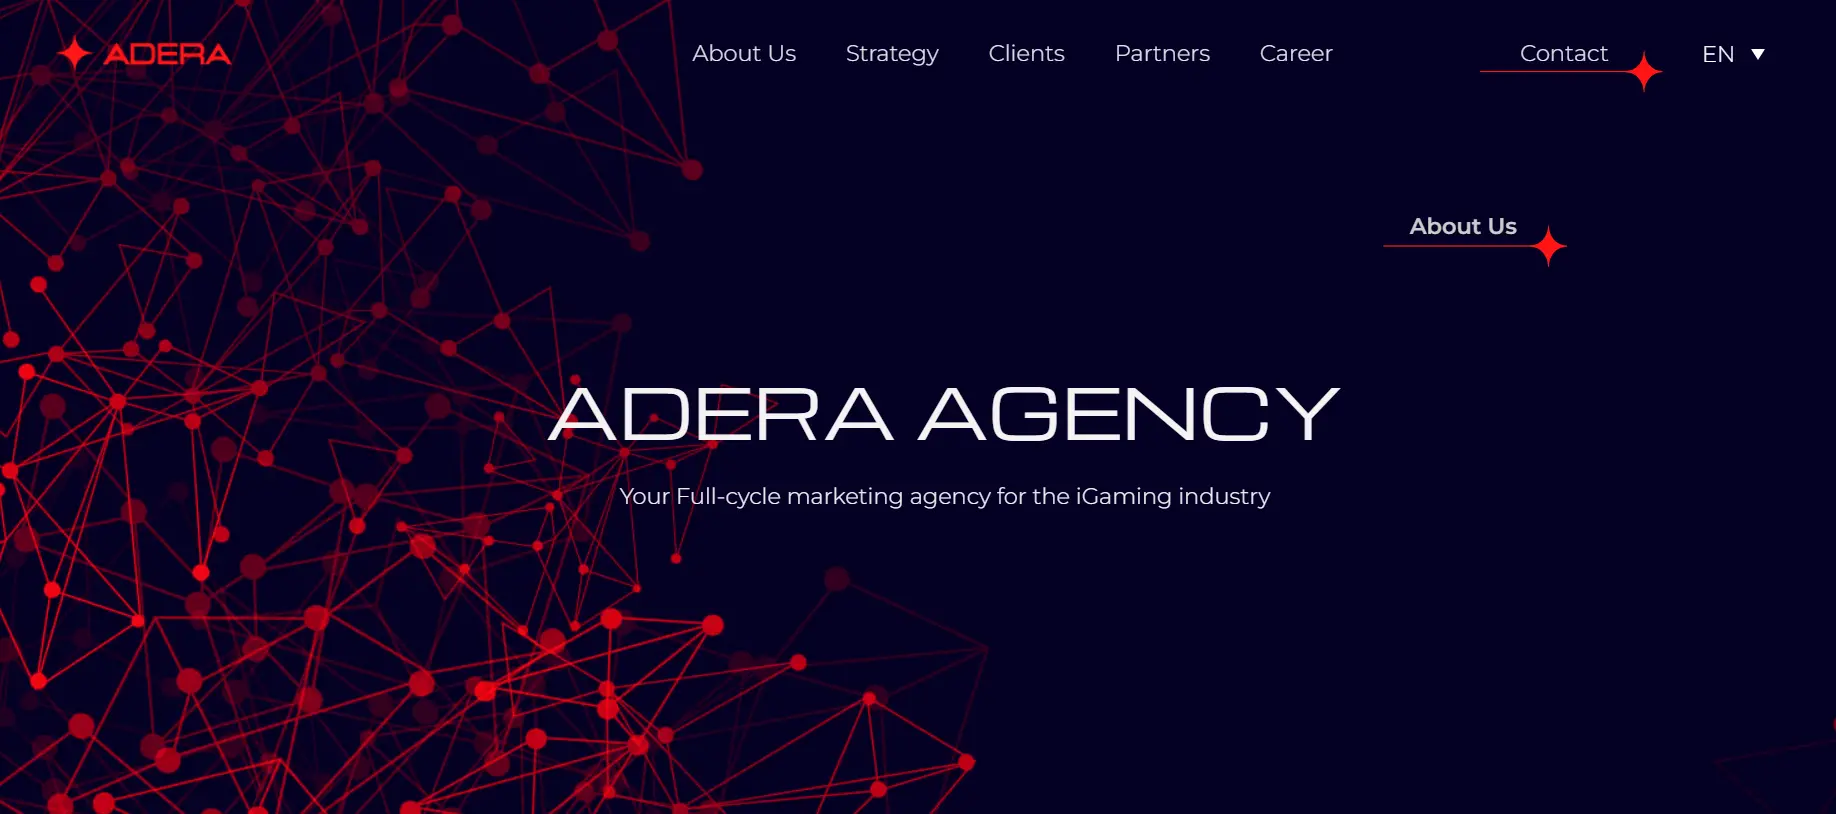 ADERA
About Us
Strategy
Clients
Partners
Career
Contact
EN
About Us
ADERA AGENCY
Your Full-cycle marketing agency for the iGaming industry